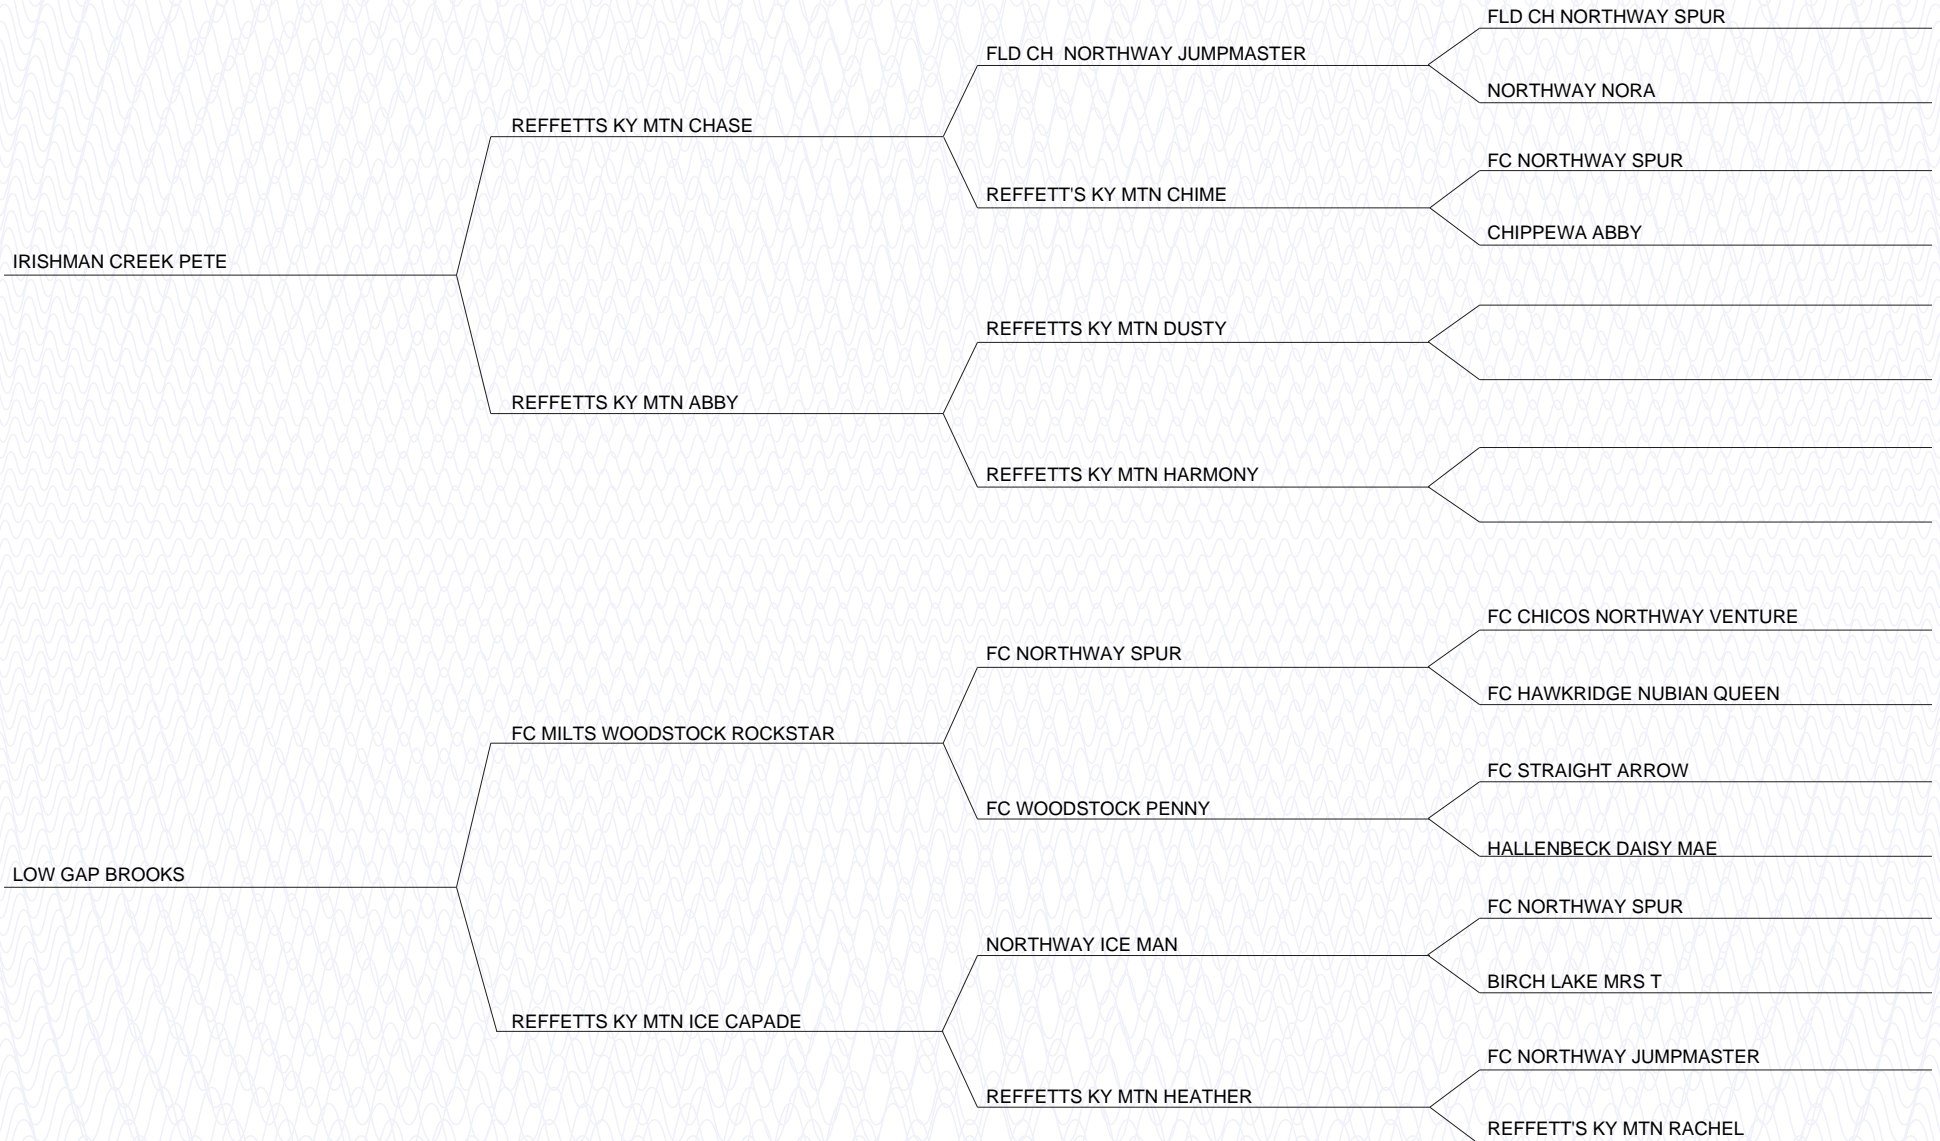 FLD CH NORTHWAY SPUR
FLD CH  NORTHWAY JUMPMASTER
NORTHWAY NORA
REFFETTS KY MTN CHASE
FC NORTHWAY SPUR
REFFETT'S KY MTN CHIME
CHIPPEWA ABBY
IRISHMAN CREEK PETE
REFFETTS KY MTN DUSTY
REFFETTS KY MTN ABBY
REFFETTS KY MTN HARMONY
FC CHICOS NORTHWAY VENTURE
FC NORTHWAY SPUR
FC HAWKRIDGE NUBIAN QUEEN
FC MILTS WOODSTOCK ROCKSTAR
FC STRAIGHT ARROW
FC WOODSTOCK PENNY
HALLENBECK DAISY MAE
LOW GAP BROOKS
FC NORTHWAY SPUR
NORTHWAY ICE MAN
BIRCH LAKE MRS T
REFFETTS KY MTN ICE CAPADE
FC NORTHWAY JUMPMASTER
REFFETTS KY MTN HEATHER
REFFETT'S KY MTN RACHEL